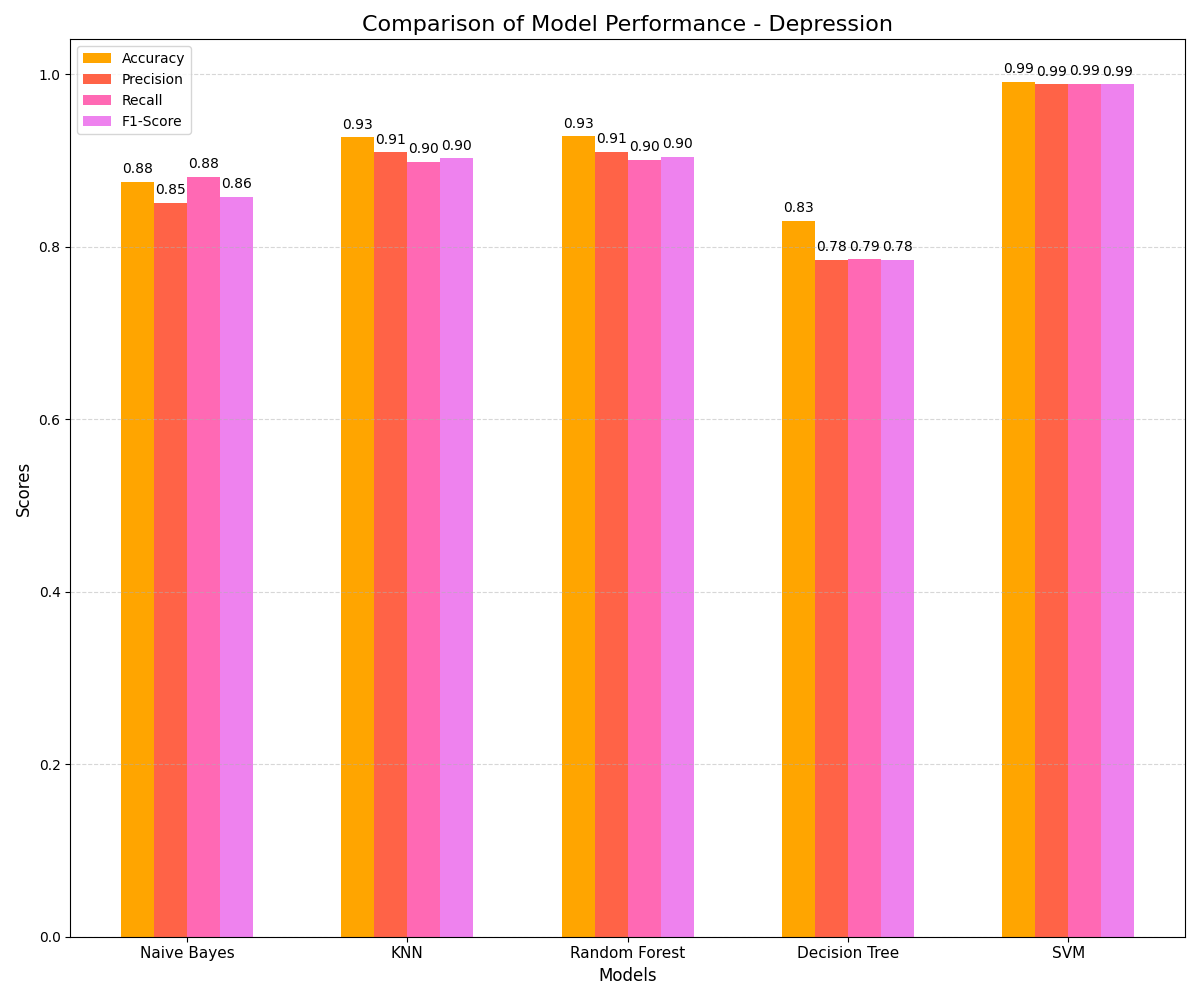 Comparison of Model Performance - Depression
Accuracy
Precision
Recall
F1-Score
1.0
0.8
0.6
0.4
0.2
0.0
Scores
0.88
0.85
0.88
0.86
0.93
0.91
0.90
0.90
0.93
0.91
0.90
0.90
0.83
0.78
0.79
0.78
0.99
0.99
0.99
0.99
Naive Bayes
KNN
Random Forest
Decision Tree
SVM
Models